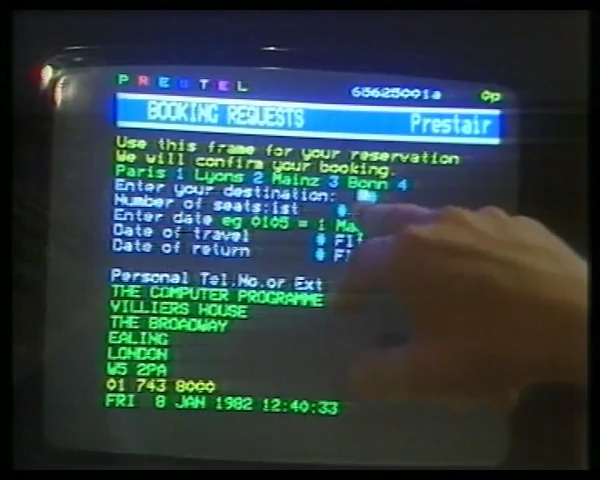 PRESTEL 65625001a 0p
BOOKING REQUESTS Prestair
Use this frame for your reservation
We will confirm your booking.
Paris 1 Lyons 2 Mainz 3 Bonn 4
Enter your destination:
Number of seats:1st
Enter date eg 0105 = 1 Ma
Date of travel
Date of return
Personal Tel.No.or Ext
THE COMPUTER PROGRAMME
VILLIERS HOUSE
THE BROADWAY
EALING
LONDON
W5 2PA
01 743 8000
FRI 8 JAN 1982 12:40:33